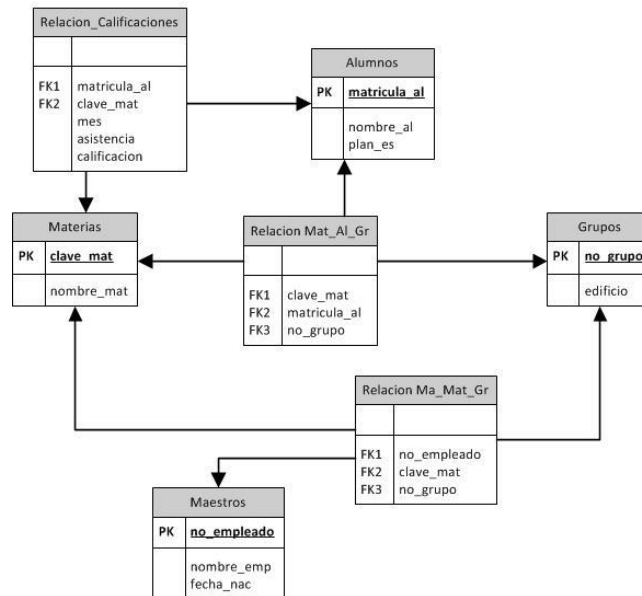 Relacion_Calificaciones
FK1 matricula_al
FK2 clave_mat
mes
asistencia
calificacion
Alumnos
PK matricula_al
nombre_al
plan_es
Materias
PK clave_mat
nombre_mat
Relacion Mat_Al_Gr
FK1 clave_mat
FK2 matricula_al
FK3 no_grupo
Grupos
PK no_grupo
edificio
Relacion Ma_Mat_Gr
FK1 no_empleado
FK2 clave_mat
FK3 no_grupo
Maestros
PK no_empleado
nombre_emp
fecha_nac